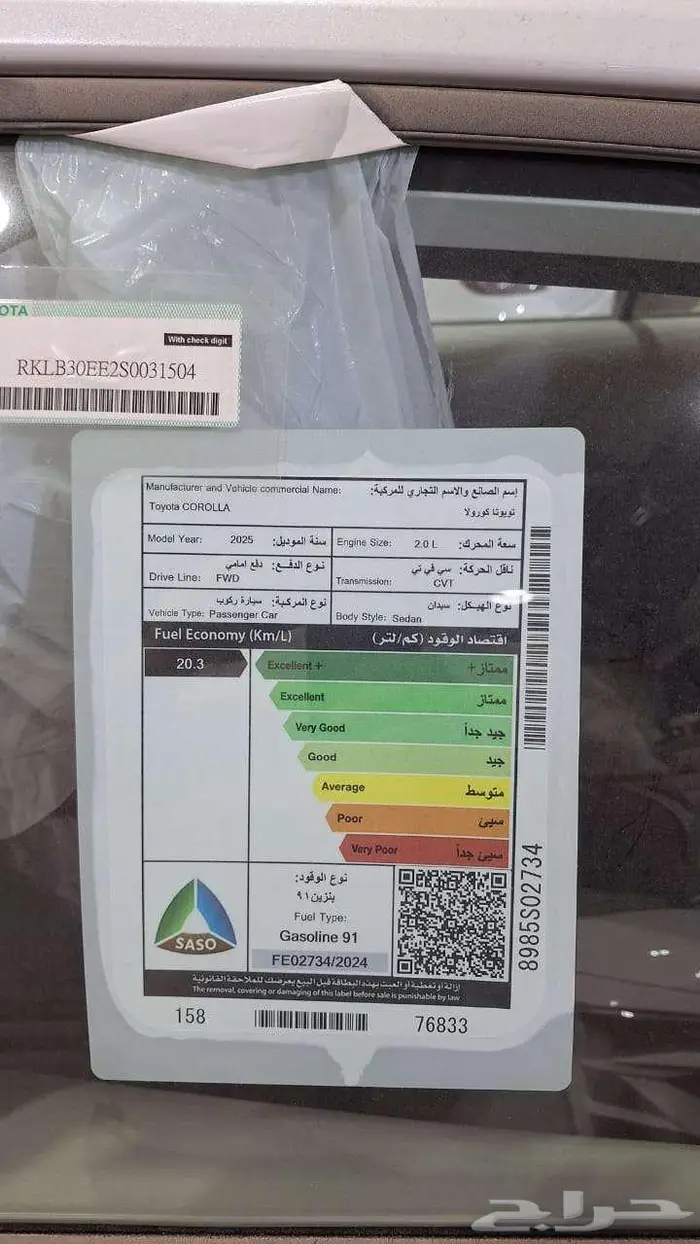 OTA
With check digit
RKLB30EE2S0031504
Manufacturer and Vehicle commercial Name: إسم الصانع والاسم التجاري للمركبة:
Toyota COROLLA تويوتا كورولا
Model Year: 2025 سنة الموديل: Engine Size: 2.0 L سعة المحرك:
نوع الدفع: دفع امامي ناقل الحركة: سي في تي
Drive Line: FWD Transmission: CVT
نوع المركبة: سيارة ركوب نوع الهيكل: سيدان
Vehicle Type: Passenger Car Body Style: Sedan
Fuel Economy (Km/L) اقتصاد الوقود (كم/لتر)
20.3 Excellent + ممتاز+
Excellent ممتاز
Very Good جيد جداً
Good جيد
Average متوسط
Poor سيئ
Very Poor سيئ جداً
نوع الوقود:
بنزين٩١
Fuel Type:
Gasoline 91
FE02734/2024
SASO
إزالة أو تغطية أو العبث بهذه البطاقة قبل البيع يعرضك للملاحقة القانونية
The removal, covering or damaging of this label before sale is punishable by law
158 76833
8985S02734
حراج